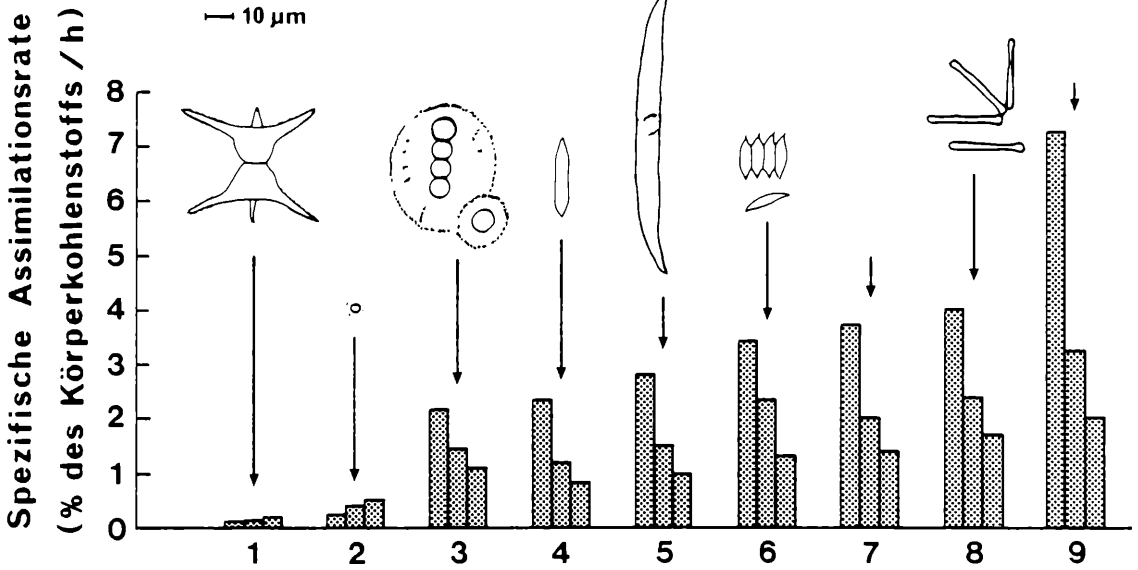 10 µm
Spezifische Assimilationsrate
(% des Körperkohlenstoffs/h)
8
7
6
5
4
3
2
1
0
1 2 3 4 5 6 7 8 9